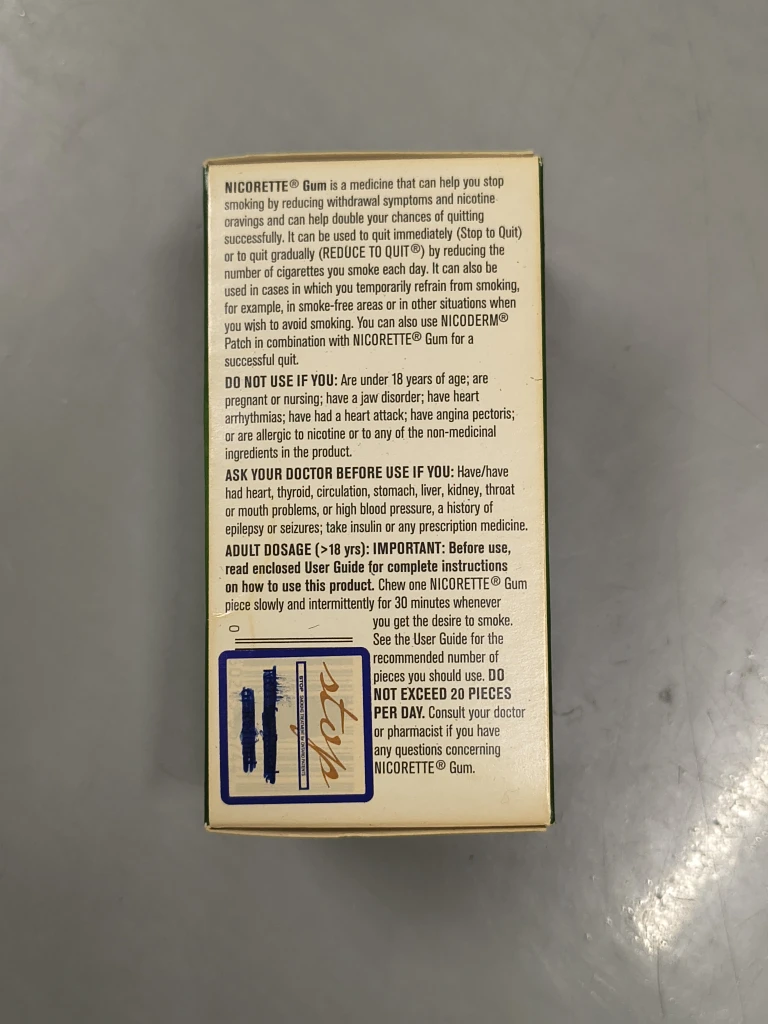 NICORETTE® Gum is a medicine that can help you stop
smoking by reducing withdrawal symptoms and nicotine
cravings and can help double your chances of quitting
successfully. It can be used to quit immediately (Stop to Quit)
or to quit gradually (REDUCE TO QUIT®) by reducing the
number of cigarettes you smoke each day. It can also be
used in cases in which you temporarily refrain from smoking,
for example, in smoke-free areas or in other situations when
you wish to avoid smoking. You can also use NICODERM®
Patch in combination with NICORETTE® Gum for a
successful quit.
DO NOT USE IF YOU: Are under 18 years of age; are
pregnant or nursing; have a jaw disorder; have heart
arrhythmias; have had a heart attack; have angina pectoris;
or are allergic to nicotine or to any of the non-medicinal
ingredients in the product.
ASK YOUR DOCTOR BEFORE USE IF YOU: Have/have
had heart, thyroid, circulation, stomach, liver, kidney, throat
or mouth problems, or high blood pressure, a history of
epilepsy or seizures; take insulin or any prescription medicine.
ADULT DOSAGE (>18 yrs): IMPORTANT: Before use,
read enclosed User Guide for complete instructions
on how to use this product. Chew one NICORETTE® Gum
piece slowly and intermittently for 30 minutes whenever
you get the desire to smoke.
See the User Guide for the
recommended number of
pieces you should use. DO
NOT EXCEED 20 PIECES
PER DAY. Consult your doctor
or pharmacist if you have
any questions concerning
NICORETTE® Gum.
0
stop